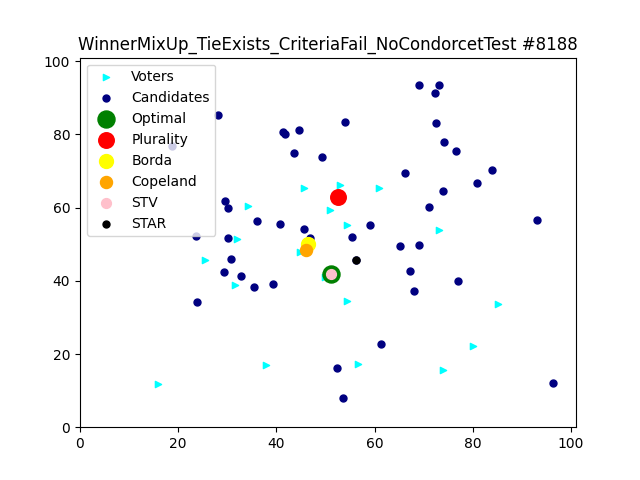 WinnerMixUp_TieExists_CriteriaFail_NoCondorcetTest #8188
Voters
Candidates
Optimal
Plurality
Borda
Copeland
STV
STAR
100
80
60
40
20
0
0 20 40 60 80 100